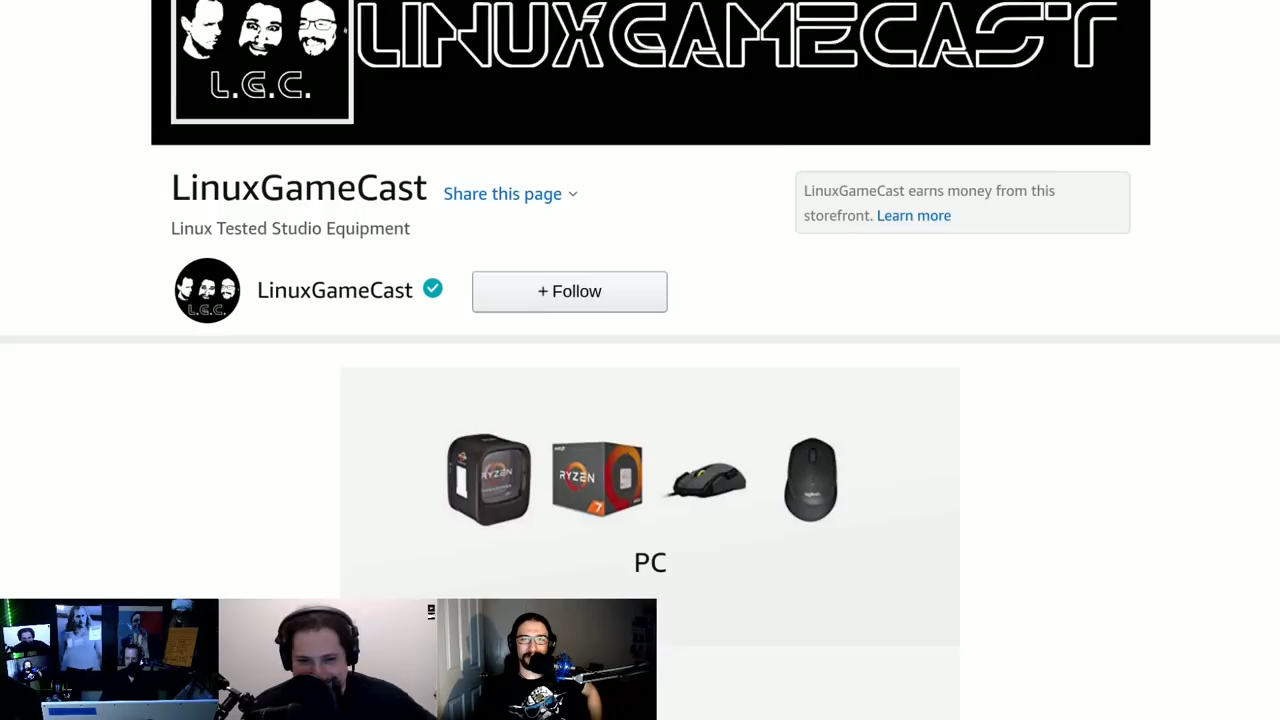 LINUXGAMECAST
L.G.C.
LinuxGameCast
Share this page
LinuxGameCast earns money from this
storefront. Learn more
Linux Tested Studio Equipment
LinuxGameCast
L.G.C.
+ Follow
RYZEN
RYZEN
7
PC